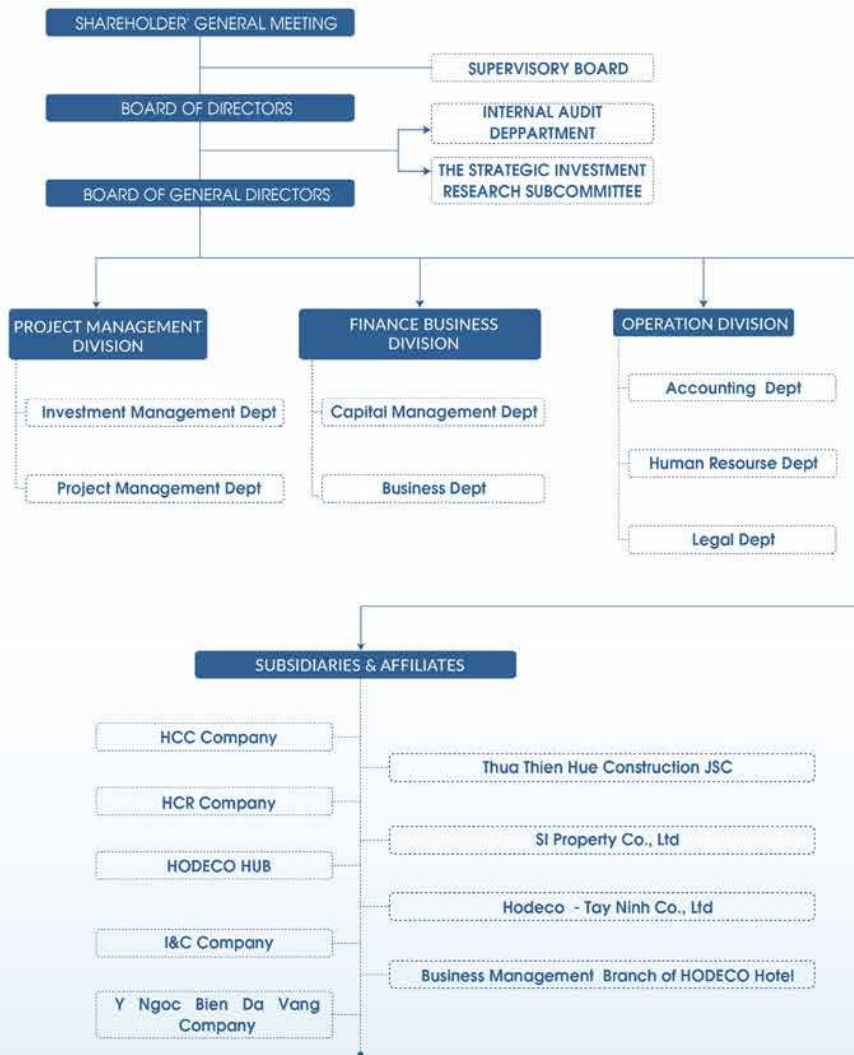 SHAREHOLDER' GENERAL MEETING
SUPERVISORY BOARD
BOARD OF DIRECTORS
INTERNAL AUDIT
DEPPARTMENT
THE STRATEGIC INVESTMENT
RESEARCH SUBCOMMITTEE
BOARD OF GENERAL DIRECTORS
PROJECT MANAGEMENT
DIVISION
Investment Management Dept
Project Management Dept
FINANCE BUSINESS
DIVISION
Capital Management Dept
Business Dept
OPERATION DIVISION
Accounting Dept
Human Resourse Dept
Legal Dept
SUBSIDIARIES & AFFILIATES
HCC Company
HCR Company
HODECO HUB
I&C Company
Y Ngoc Bien Da Vang
Company
Thua Thien Hue Construction JSC
SI Property Co., Ltd
Hodeco - Tay Ninh Co., Ltd
Business Management Branch of HODECO Hotel